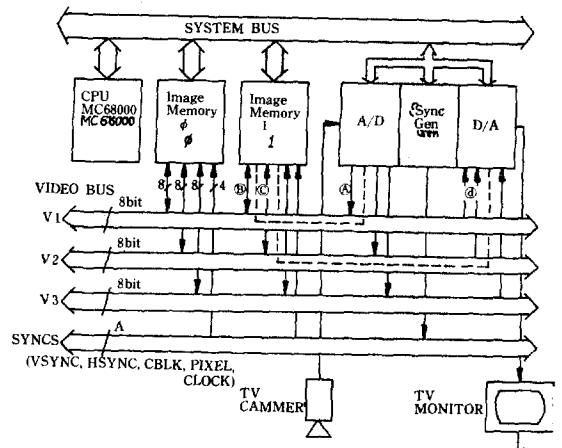 SYSTEM BUS
CPU
MC68000
MC68000
Image
Memory
φ
φ
Image
Memory
1
1
A/D
Sync
Gen
D/A
8 8 8 4
Ⓑ Ⓒ Ⓐ ⓓ
VIDEO BUS
8bit
V1
8bit
V2
8bit
V3
A
SYNCS
(VSYNC, HSYNC, CBLK, PIXEL,
CLOCK)
TV
CAMMER
TV
MONITOR